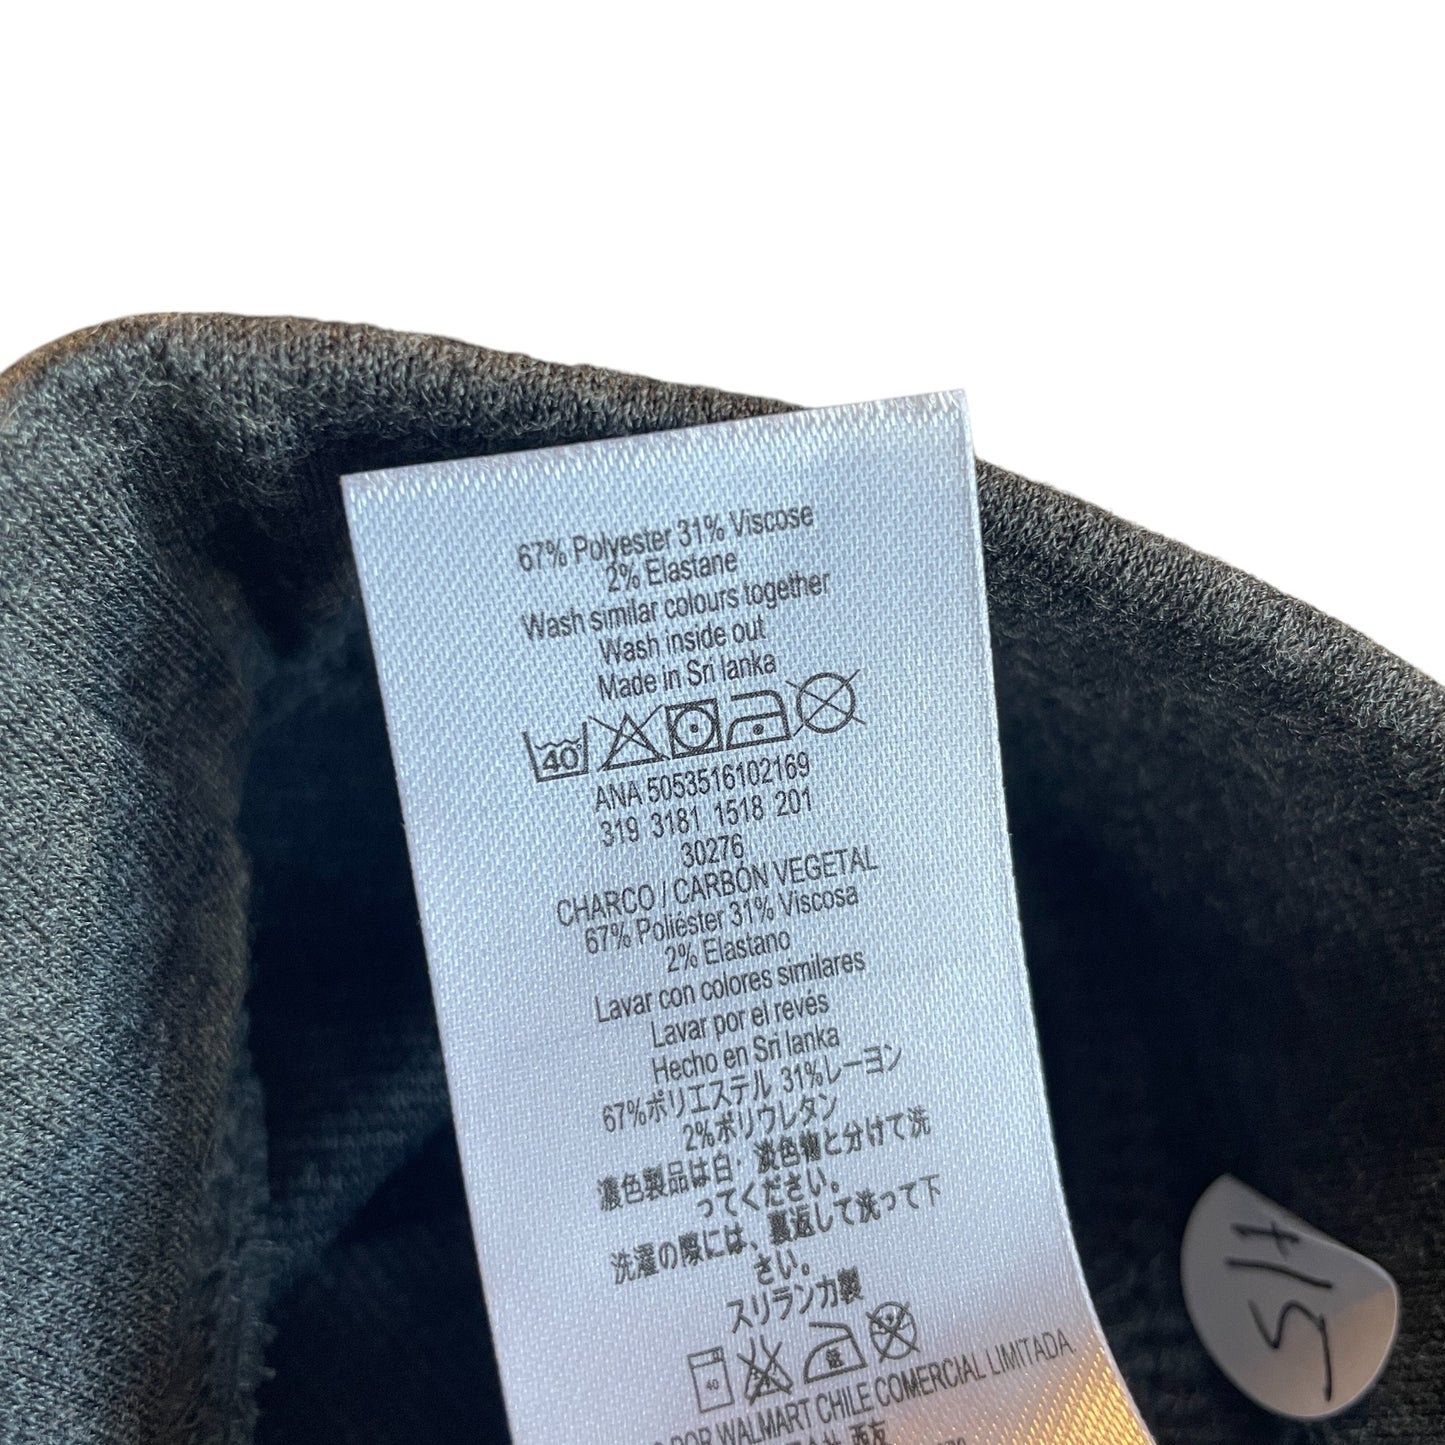 67% Polyester 31% Viscose
2% Elastane
Wash similar colours together
Wash inside out
Made in Sri lanka
40
ANA 5053516102169
319 3181 1518 201
30276
CHARCO / CARBÓN VEGETAL
67% Poliéster 31% Viscosa
2% Elastano
Lavar con colores similares
Lavar por el revés
Hecho en Sri lanka
67%ポリエステル 31%レーヨン
2%ポリウレタン
濃色製品は白・淡色物と分けて洗
ってください。
洗濯の際には、裏返して洗って下
さい。
スリランカ製
40
POR WALMART CHILE COMERCIAL LIMITADA.
西友